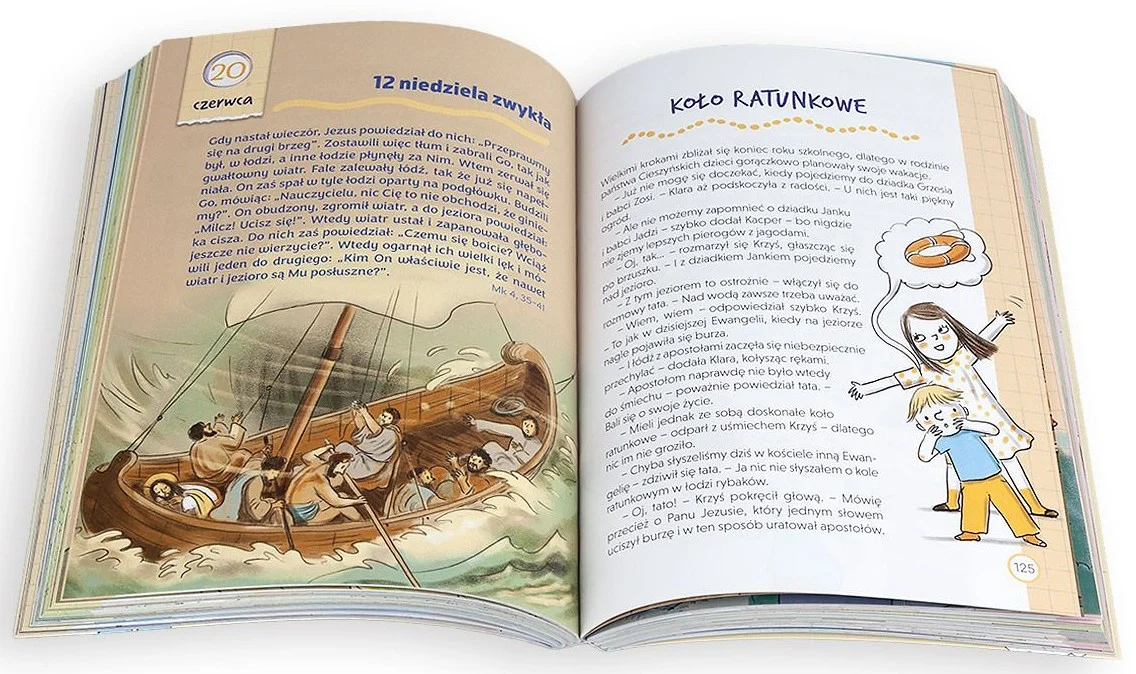 20
czerwca
12 niedziela zwykła
Gdy nastał wieczór, Jezus powiedział do nich: „Przeprawmy
się na drugi brzeg”. Zostawili więc tłum i zabrali Go, tak jak
był, w łodzi, a inne łodzie płynęły za Nim. Wtem zerwał się
gwałtowny wiatr. Fale zalewały łódź, tak że już się napeł-
niała. On zaś spał w tyle łodzi oparty na podgłówku. Budzili
Go, mówiąc: „Nauczycielu, nic Cię to nie obchodzi, że ginie-
my?”. On obudzony, zgromił wiatr, a do jeziora powiedział:
„Milcz! Ucisz się!”. Wtedy wiatr ustał i zapanowała głębo-
ka cisza. Do nich zaś powiedział: „Czemu się boicie? Wciąż
jeszcze nie wierzycie?”. Wtedy ogarnął ich wielki lęk i mó-
wili jeden do drugiego: „Kim On właściwie jest, że nawet
wiatr i jezioro są Mu posłuszne?”.
Mk 4, 35-41
KOŁO RATUNKOWE
Wielkimi krokami zbliżał się koniec roku szkolnego, dlatego w rodzinie
państwa Cieszyńskich dzieci gorączkowo planowały swoje wakacje.
– Już nie mogę się doczekać, kiedy pojedziemy do dziadka Grzesia
i babci Zosi. – Klara aż podskoczyła z radości. – U nich jest taki piękny
ogród.
– Ale nie możemy zapomnieć o dziadku Janku
i babci Jadzi – szybko dodał Kacper – bo nigdzie
nie zjemy lepszych pierogów z jagodami.
– Oj, tak... – rozmarzył się Krzyś, głaszcząc się
po brzuszku. – I z dziadkiem Jankiem pojedziemy
nad jezioro.
– Z tym jeziorem to ostrożnie – włączył się do
rozmowy tata. – Nad wodą zawsze trzeba uważać.
– Wiem, wiem – odpowiedział szybko Krzyś.
– To jak w dzisiejszej Ewangelii, kiedy na jeziorze
nagle pojawiła się burza.
– I łódź z apostołami zaczęła się niebezpiecznie
przechylać – dodała Klara, kołysząc rękami.
– Apostołom naprawdę nie było wtedy
do śmiechu – poważnie powiedział tata. –
Bali się o swoje życie.
– Mieli jednak ze sobą doskonałe koło
ratunkowe – odparł z uśmiechem Krzyś – dlatego
nic im nie groziło.
– Chyba słyszeliśmy dziś w kościele inną Ewan-
gelię – zdziwił się tata. – Ja nic nie słyszałem o kole
ratunkowym w łodzi rybaków.
– Oj, tato! – Krzyś pokręcił głową. – Mówię
przecież o Panu Jezusie, który jednym słowem
uciszył burzę i w ten sposób uratował apostołów.
125